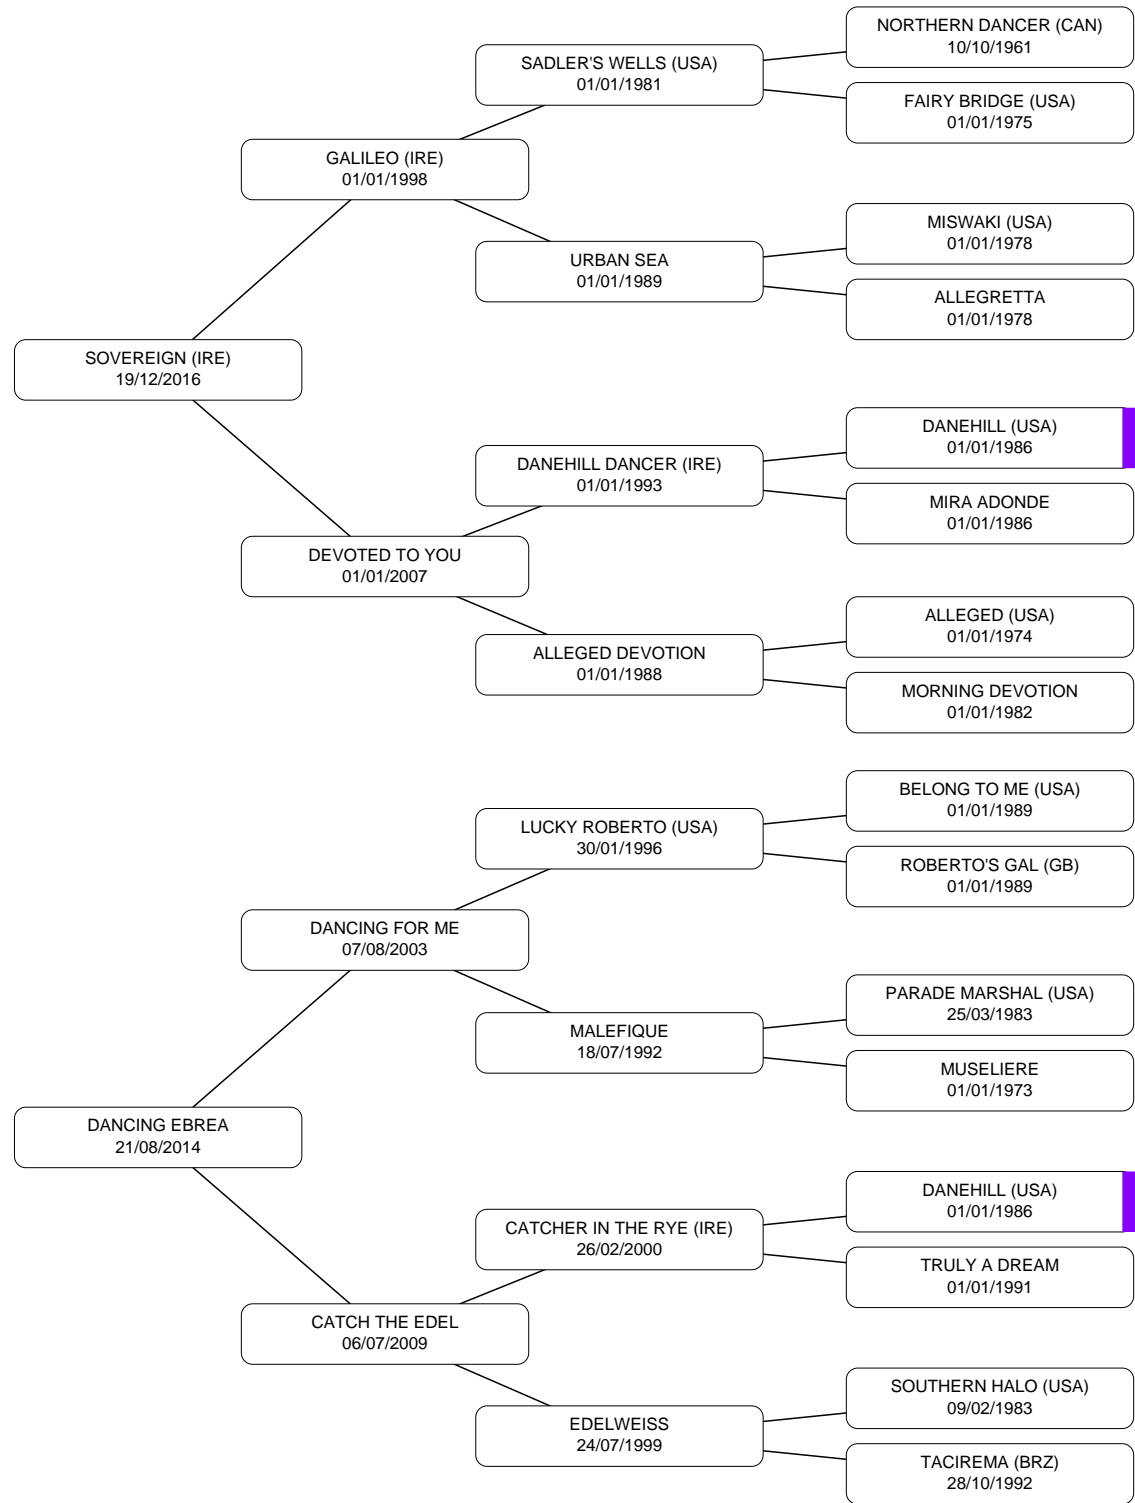 NORTHERN DANCER (CAN)
10/10/1961
SADLER'S WELLS (USA)
01/01/1981
FAIRY BRIDGE (USA)
01/01/1975
GALILEO (IRE)
01/01/1998
MISWAKI (USA)
01/01/1978
URBAN SEA
01/01/1989
ALLEGRETTA
01/01/1978
SOVEREIGN (IRE)
19/12/2016
DANEHILL (USA)
01/01/1986
DANEHILL DANCER (IRE)
01/01/1993
MIRA ADONDE
01/01/1986
DEVOTED TO YOU
01/01/2007
ALLEGED (USA)
01/01/1974
ALLEGED DEVOTION
01/01/1988
MORNING DEVOTION
01/01/1982
BELONG TO ME (USA)
01/01/1989
LUCKY ROBERTO (USA)
30/01/1996
ROBERTO'S GAL (GB)
01/01/1989
DANCING FOR ME
07/08/2003
PARADE MARSHAL (USA)
25/03/1983
MALEFIQUE
18/07/1992
MUSELIERE
01/01/1973
DANCING EBREA
21/08/2014
DANEHILL (USA)
01/01/1986
CATCHER IN THE RYE (IRE)
26/02/2000
TRULY A DREAM
01/01/1991
CATCH THE EDEL
06/07/2009
SOUTHERN HALO (USA)
09/02/1983
EDELWEISS
24/07/1999
TACIREMA (BRZ)
28/10/1992